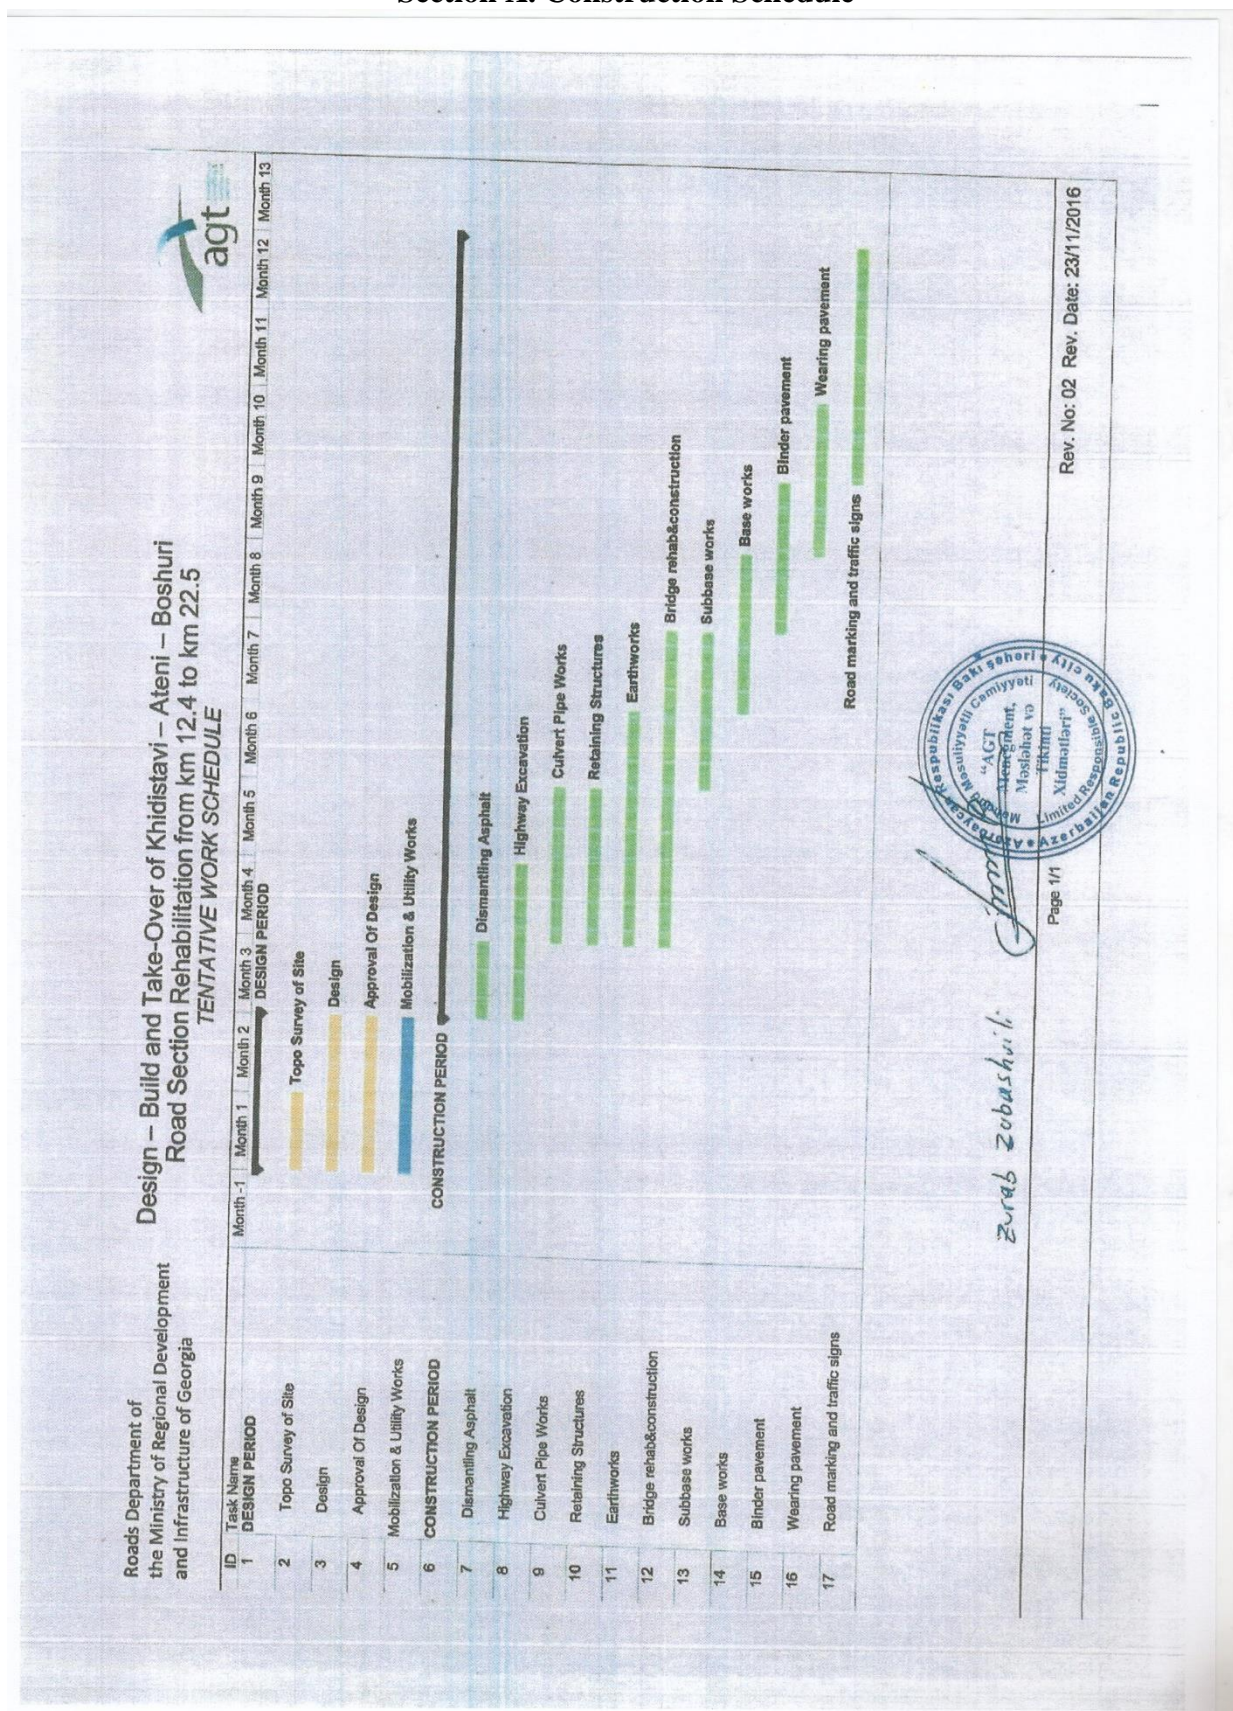 Section A: Construction Schedule
Roads Department of
the Ministry of Regional Development
and Infrastructure of Georgia
Design – Build and Take-Over of Khidistavi – Ateni – Boshuri
Road Section Rehabilitation from km 12.4 to km 22.5
TENTATIVE WORK SCHEDULE
agt
ID Task Name Month -1 Month 1 Month 2 Month 3 Month 4 Month 5 Month 6 Month 7 Month 8 Month 9 Month 10 Month 11 Month 12 Month 13
1 DESIGN PERIOD DESIGN PERIOD
2 Topo Survey of Site Topo Survey of Site
3 Design Design
4 Approval Of Design Approval Of Design
5 Mobilization & Utility Works Mobilization & Utility Works
6 CONSTRUCTION PERIOD CONSTRUCTION PERIOD
7 Dismantling Asphalt Dismantling Asphalt
8 Highway Excavation Highway Excavation
9 Culvert Pipe Works Culvert Pipe Works
10 Retaining Structures Retaining Structures
11 Earthworks Earthworks
12 Bridge rehab&construction Bridge rehab&construction
13 Subbase works Subbase works
14 Base works Base works
15 Binder pavement Binder pavement
16 Wearing pavement Wearing pavement
17 Road marking and traffic signs Road marking and traffic signs
Zurab Zubashvili
Azərbaycan Respublikası Bakı şəhəri
Məhdud Məsuliyyətli Cəmiyyəti
"AGT
Menecment,
Məsləhət və
Tikinti
Xidmətləri"
Limited Responsible Society
Azerbaijan Republic Baku city
Page 1/1
Rev. No: 02 Rev. Date: 23/11/2016